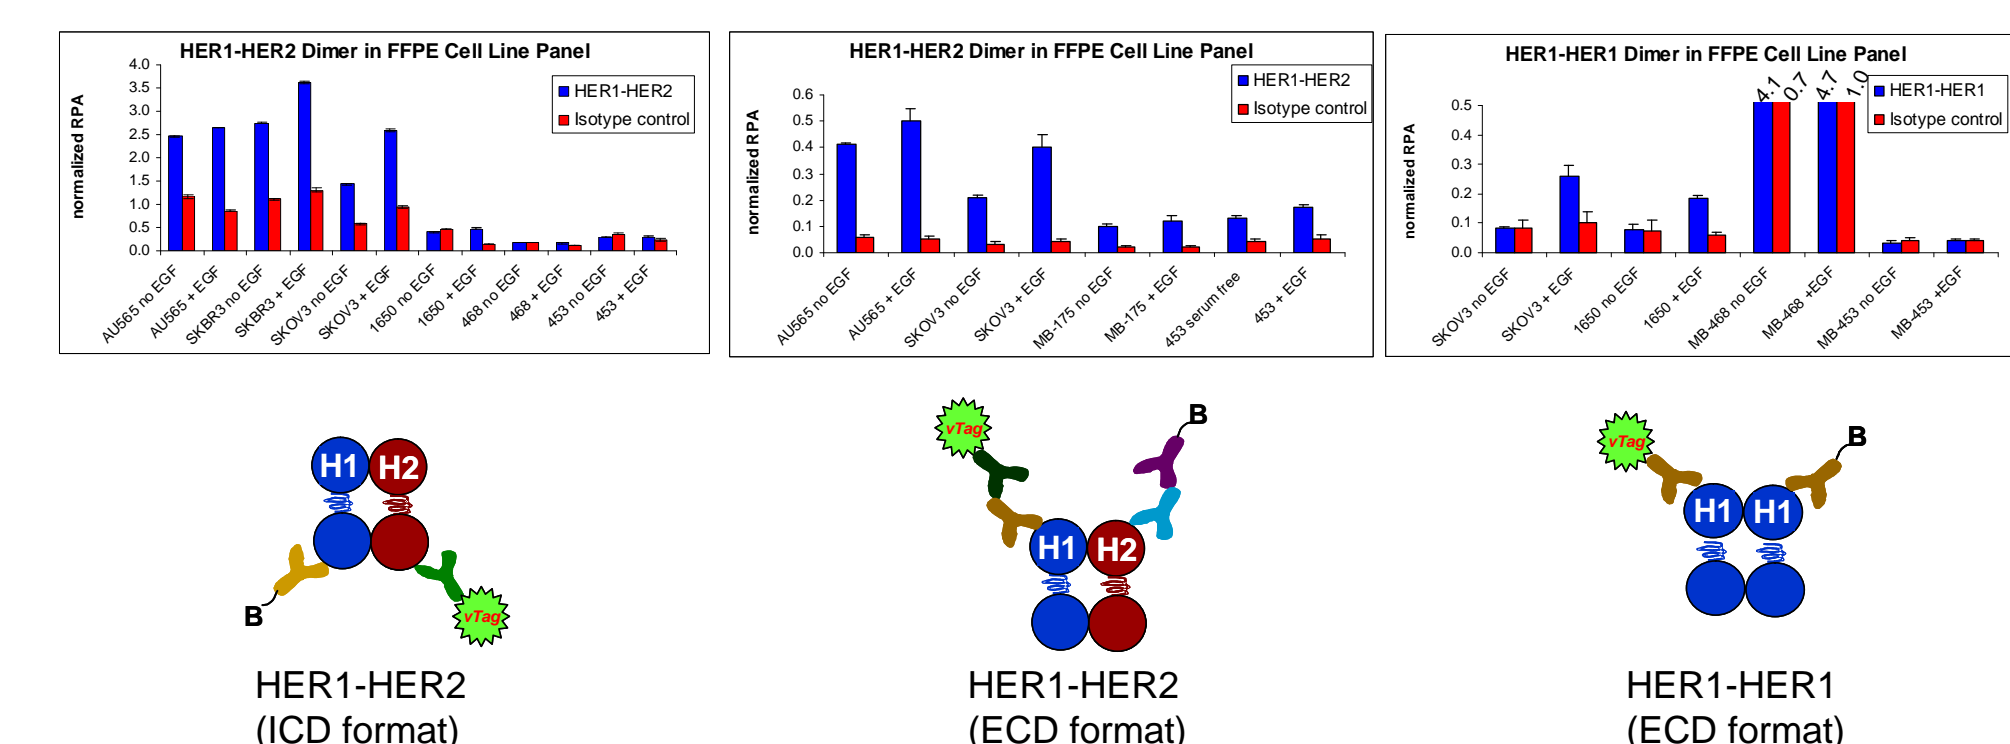 HER1-HER2 Dimer in FFPE Cell Line Panel
normalized RPA
4.0
3.5
3.0
2.5
2.0
1.5
1.0
0.5
0.0
HER1-HER2
Isotype control
AU565 no EGF
AU565 + EGF
SKBR3 no EGF
SKBR3 + EGF
SKOV3 no EGF
SKOV3 + EGF
1650 no EGF
1650 + EGF
468 no EGF
468 + EGF
453 no EGF
453 + EGF
HER1-HER2 Dimer in FFPE Cell Line Panel
normalized RPA
0.6
0.5
0.4
0.3
0.2
0.1
0.0
HER1-HER2
Isotype control
AU565 no EGF
AU565 + EGF
SKOV3 no EGF
SKOV3 + EGF
MB-175 no EGF
MB-175 + EGF
453 serum free
453 + EGF
HER1-HER1 Dimer in FFPE Cell Line Panel
normalized RPA
0.5
0.4
0.3
0.2
0.1
0.0
4.1
0.7
4.7
1.0
HER1-HER1
Isotype control
SKOV3 no EGF
SKOV3 + EGF
1650 no EGF
1650 + EGF
MB-468 no EGF
MB-468 +EGF
MB-453 no EGF
MB-453 +EGF
H1 H2
B
vTag
HER1-HER2
(ICD format)
vTag
B
H1 H2
HER1-HER2
(ECD format)
vTag
B
H1 H1
HER1-HER1
(ECD format)